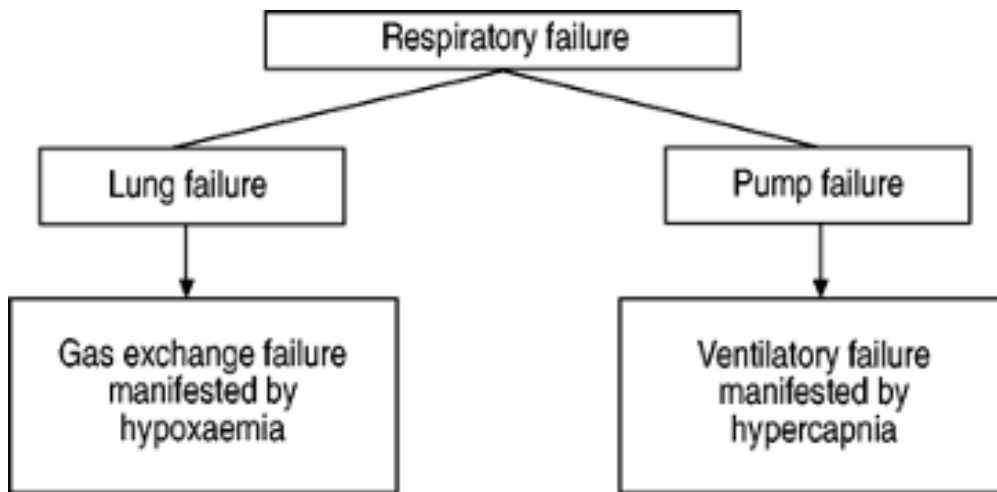 Respiratory failure
Lung failure
Pump failure
Gas exchange failure
manifested by
hypoxaemia
Ventilatory failure
manifested by
hypercapnia